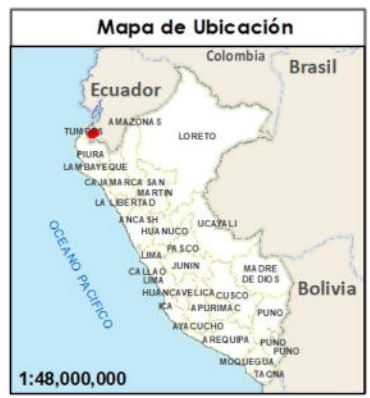 Mapa de Ubicación
Colombia
Brasil
Ecuador
AMAZONAS
TUMBES
LORETO
PIURA
LAMBAYEQUE
CAJAMARCA SAN
MARTIN
LA LIBERTAD
ANCASH
UCAYALI
HUANUCO
OCEANO PACIFICO
PASCO
LIMA
JUNIN
CALLAO
MADRE
DE DIOS
LIMA
Bolivia
HUANCAVELICA
CUSCO
ICA
APURIMAC
PUNO
AYACUCHO
AREQUIPA
PUNO
PUNO
MOQUEGUA
TACNA
1:48,000,000